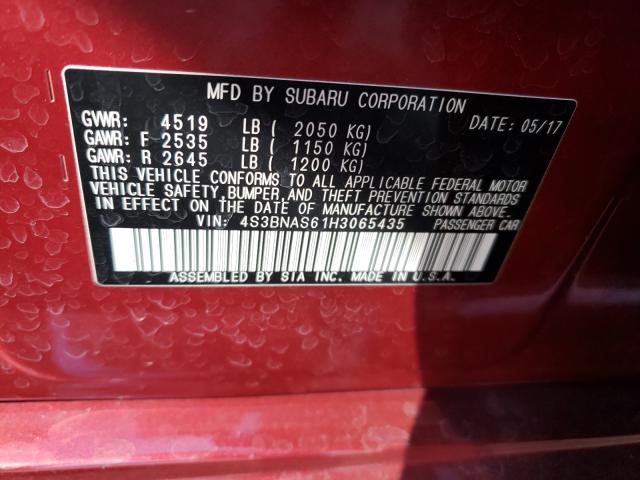 MFD BY SUBARU CORPORATION
GVWR: 4519 LB ( 2050 KG) DATE: 05/17
GAWR: F 2535 LB ( 1150 KG)
GAWR: R 2645 LB ( 1200 KG)
THIS VEHICLE CONFORMS TO ALL APPLICABLE FEDERAL MOTOR
VEHICLE SAFETY, BUMPER, AND THEFT PREVENTION STANDARDS
IN EFFECT ON THE DATE OF MANUFACTURE SHOWN ABOVE.
VIN: 4S3BNAS61H3065435 PASSENGER CAR
ASSEMBLED BY SIA INC. MADE IN U.S.A.